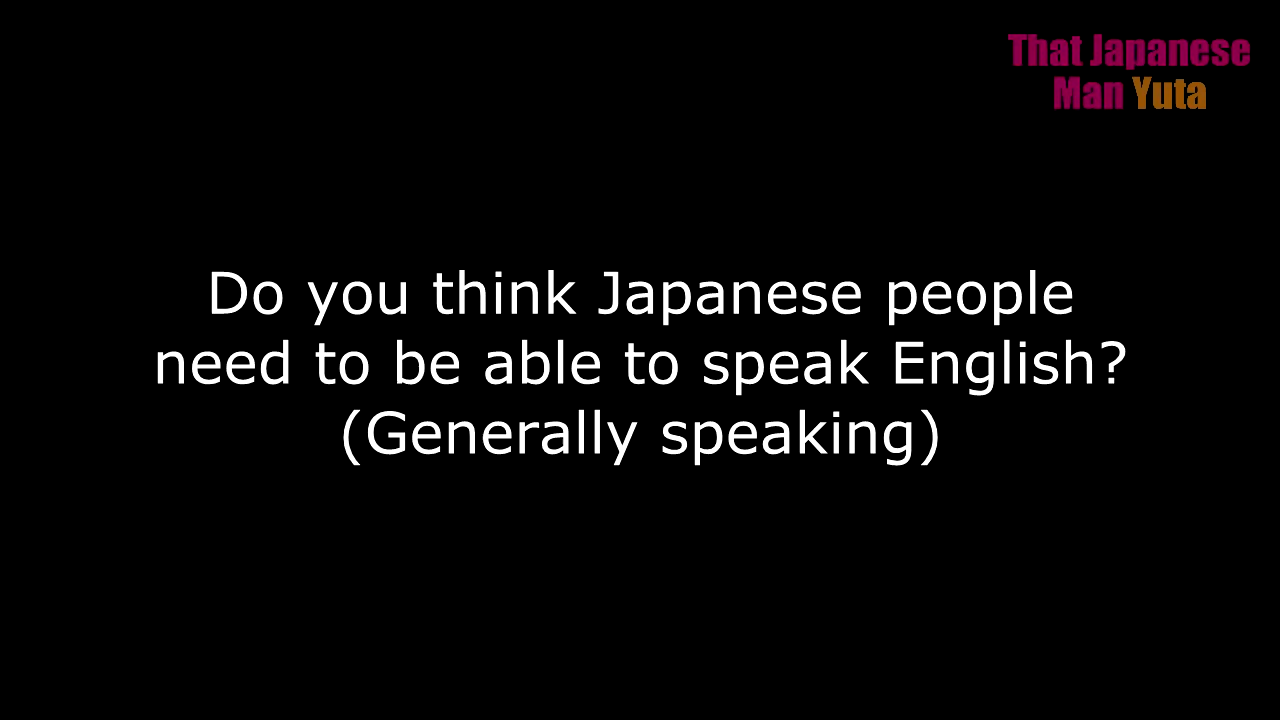 That Japanese
Man Yuta
Do you think Japanese people
need to be able to speak English?
(Generally speaking)